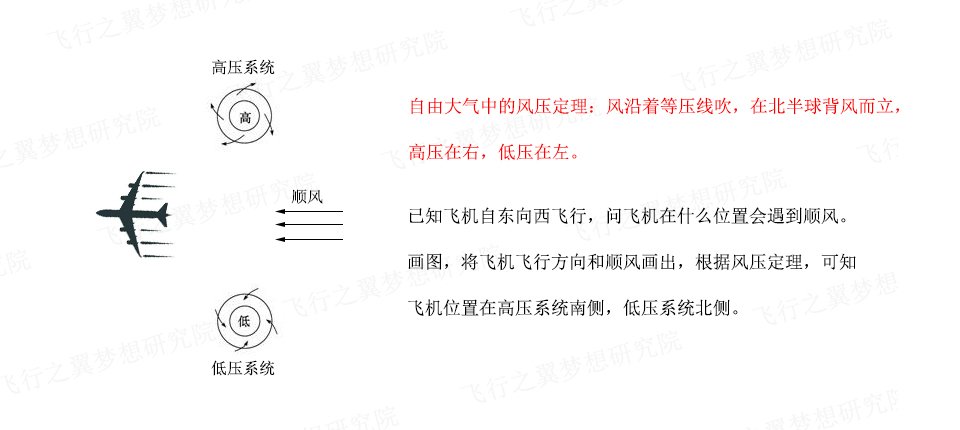 高压系统
高
自由大气中的风压定理：风沿着等压线吹，在北半球背风而立，
高压在右，低压在左。
顺风
已知飞机自东向西飞行，问飞机在什么位置会遇到顺风。
画图，将飞机飞行方向和顺风画出，根据风压定理，可知
飞机位置在高压系统南侧，低压系统北侧。
低
低压系统
飞行之翼梦想研究院